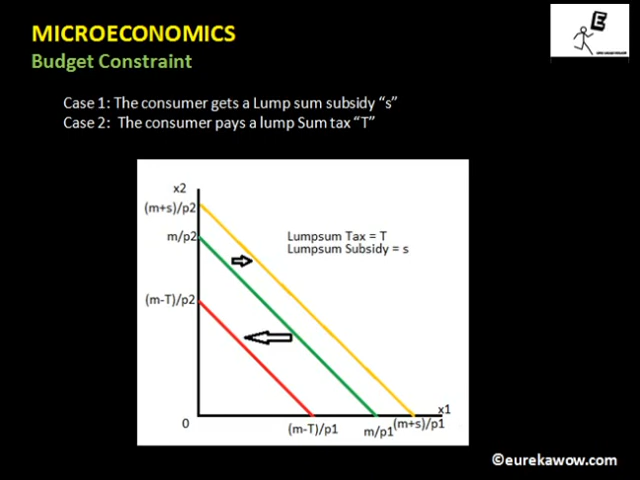 MICROECONOMICS
Budget Constraint
Case 1: The consumer gets a Lump sum subsidy “s”
Case 2:  The consumer pays a lump Sum tax “T”
x2
(m+s)/p2
m/p2
(m-T)/p2
Lumpsum Tax = T
Lumpsum Subsidy = s
0
x1
(m-T)/p1
m/p1
(m+s)/p1
©eurekawow.com